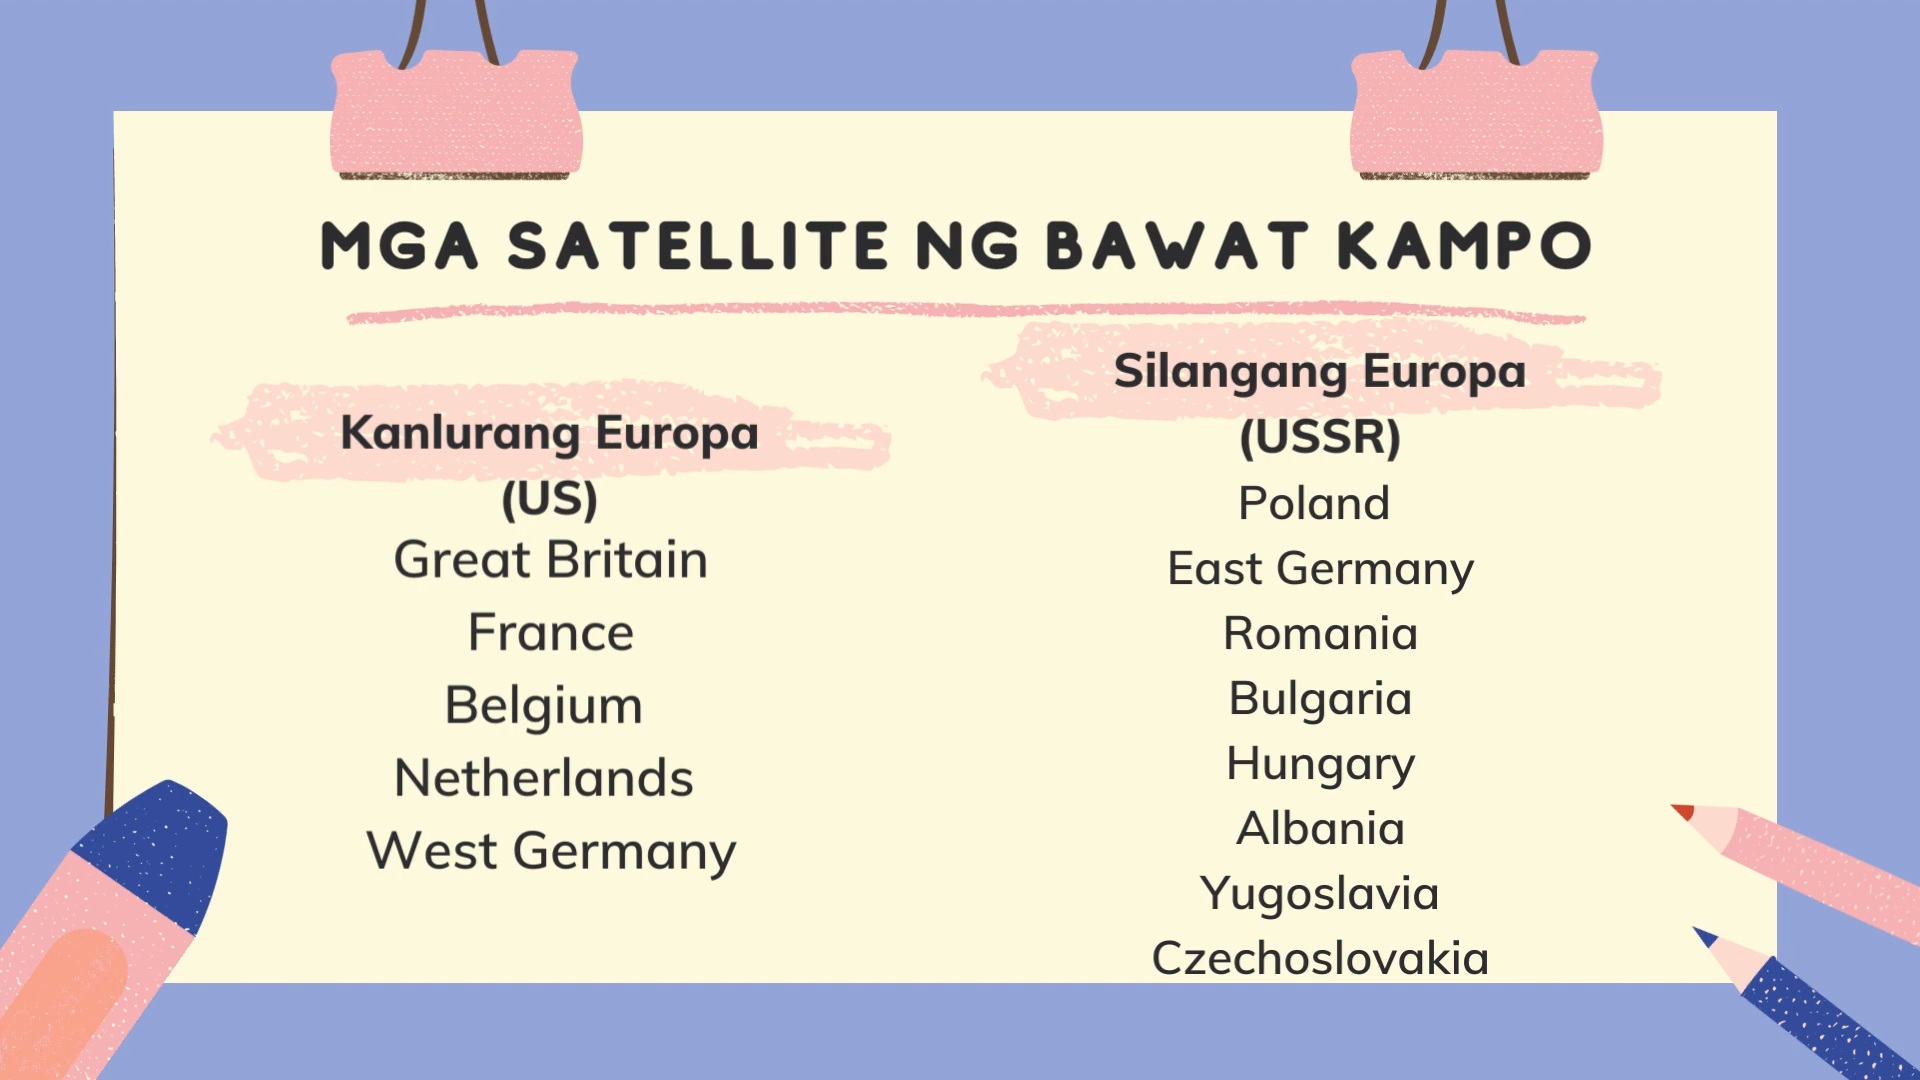 MGA SATELLITE NG BAWAT KAMPO
Kanlurang Europa
(US)
Great Britain
France
Belgium
Netherlands
West Germany
Silangang Europa
(USSR)
Poland
East Germany
Romania
Bulgaria
Hungary
Albania
Yugoslavia
Czechoslovakia